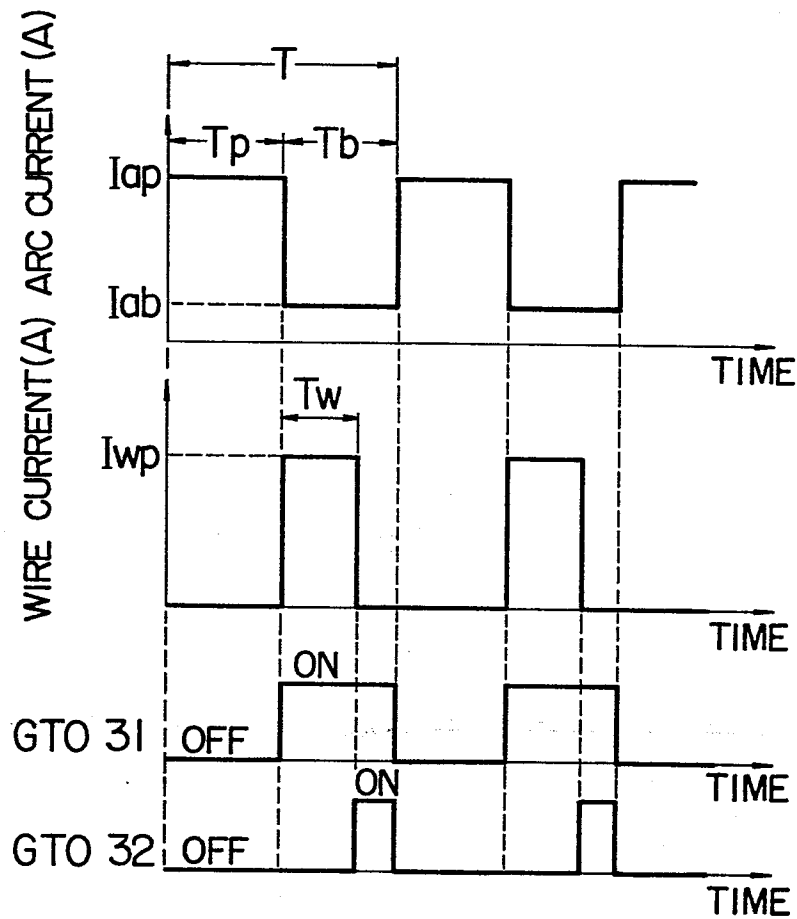 WIRE CURRENT(A) ARC CURRENT (A)
T
Tp Tb
Iap
Iab
TIME
Tw
Iwp
TIME
ON
GTO 31 OFF
TIME
ON
GTO 32 OFF
TIME